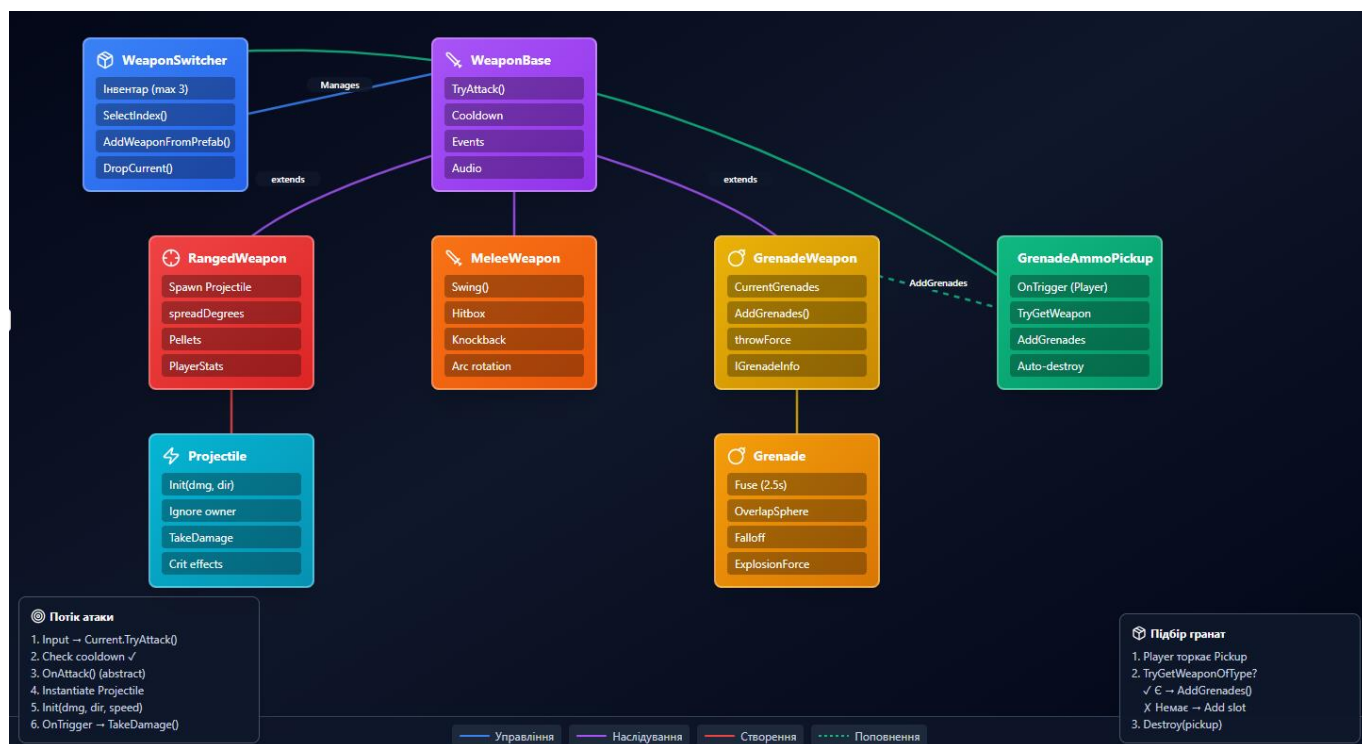 WeaponSwitcher
Інвентар (max 3)
SelectIndex()
AddWeaponFromPrefab()
DropCurrent()
Manages
WeaponBase
TryAttack()
Cooldown
Events
Audio
extends
extends
RangedWeapon
Spawn Projectile
spreadDegrees
Pellets
PlayerStats
MeleeWeapon
Swing()
Hitbox
Knockback
Arc rotation
GrenadeWeapon
CurrentGrenades
AddGrenades()
throwForce
IGrenadeInfo
AddGrenades
GrenadeAmmoPickup
OnTrigger (Player)
TryGetWeapon
AddGrenades
Auto-destroy
Projectile
Init(dmg, dir)
Ignore owner
TakeDamage
Crit effects
Grenade
Fuse (2.5s)
OverlapSphere
Falloff
ExplosionForce
Потік атаки
1. Input → Current.TryAttack()
2. Check cooldown ✓
3. OnAttack() (abstract)
4. Instantiate Projectile
5. Init(dmg, dir, speed)
6. OnTrigger → TakeDamage()
Підбір гранат
1. Player торкає Pickup
2. TryGetWeaponOfType?
✓ Є → AddGrenades()
✗ Немає → Add slot
3. Destroy(pickup)
Управління
Наслідування
Створення
Поповнення